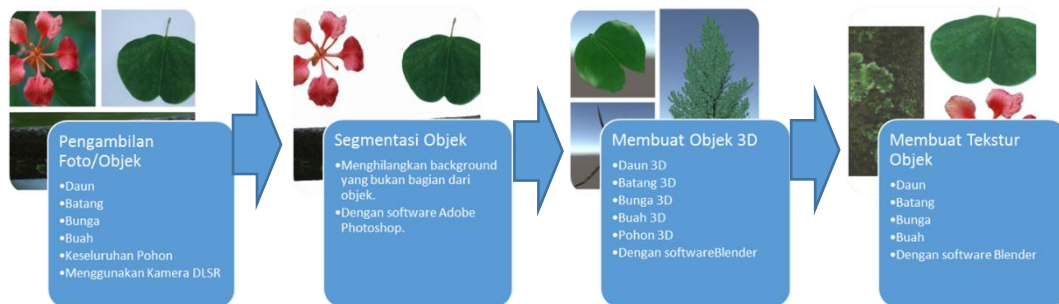 Pengambilan
Foto/Objek
•Daun
•Batang
•Bunga
•Buah
•Keseluruhan Pohon
•Menggunakan Kamera DLSR
Segmentasi Objek
•Menghilangkan background
yang bukan bagian dari
objek.
•Dengan software Adobe
Photoshop.
Membuat Objek 3D
•Daun 3D
•Batang 3D
•Bunga 3D
•Buah 3D
•Pohon 3D
•Dengan softwareBlender
Membuat Tekstur
Objek
•Daun
•Batang
•Bunga
•Buah
•Dengan software Blender